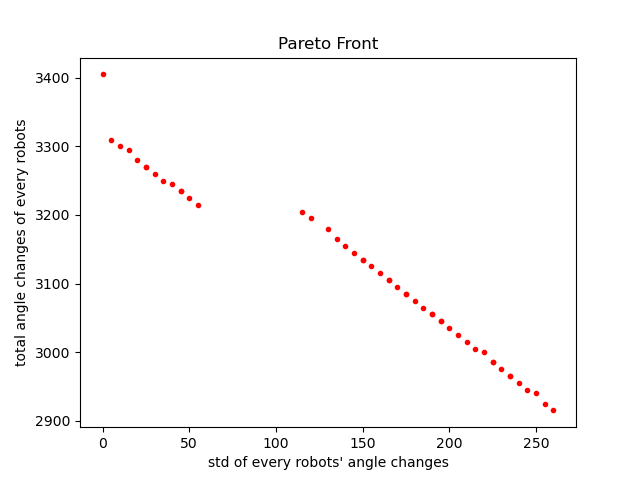 Pareto Front
total angle changes of every robots
3400
3300
3200
3100
3000
2900
0 50 100 150 200 250
std of every robots' angle changes